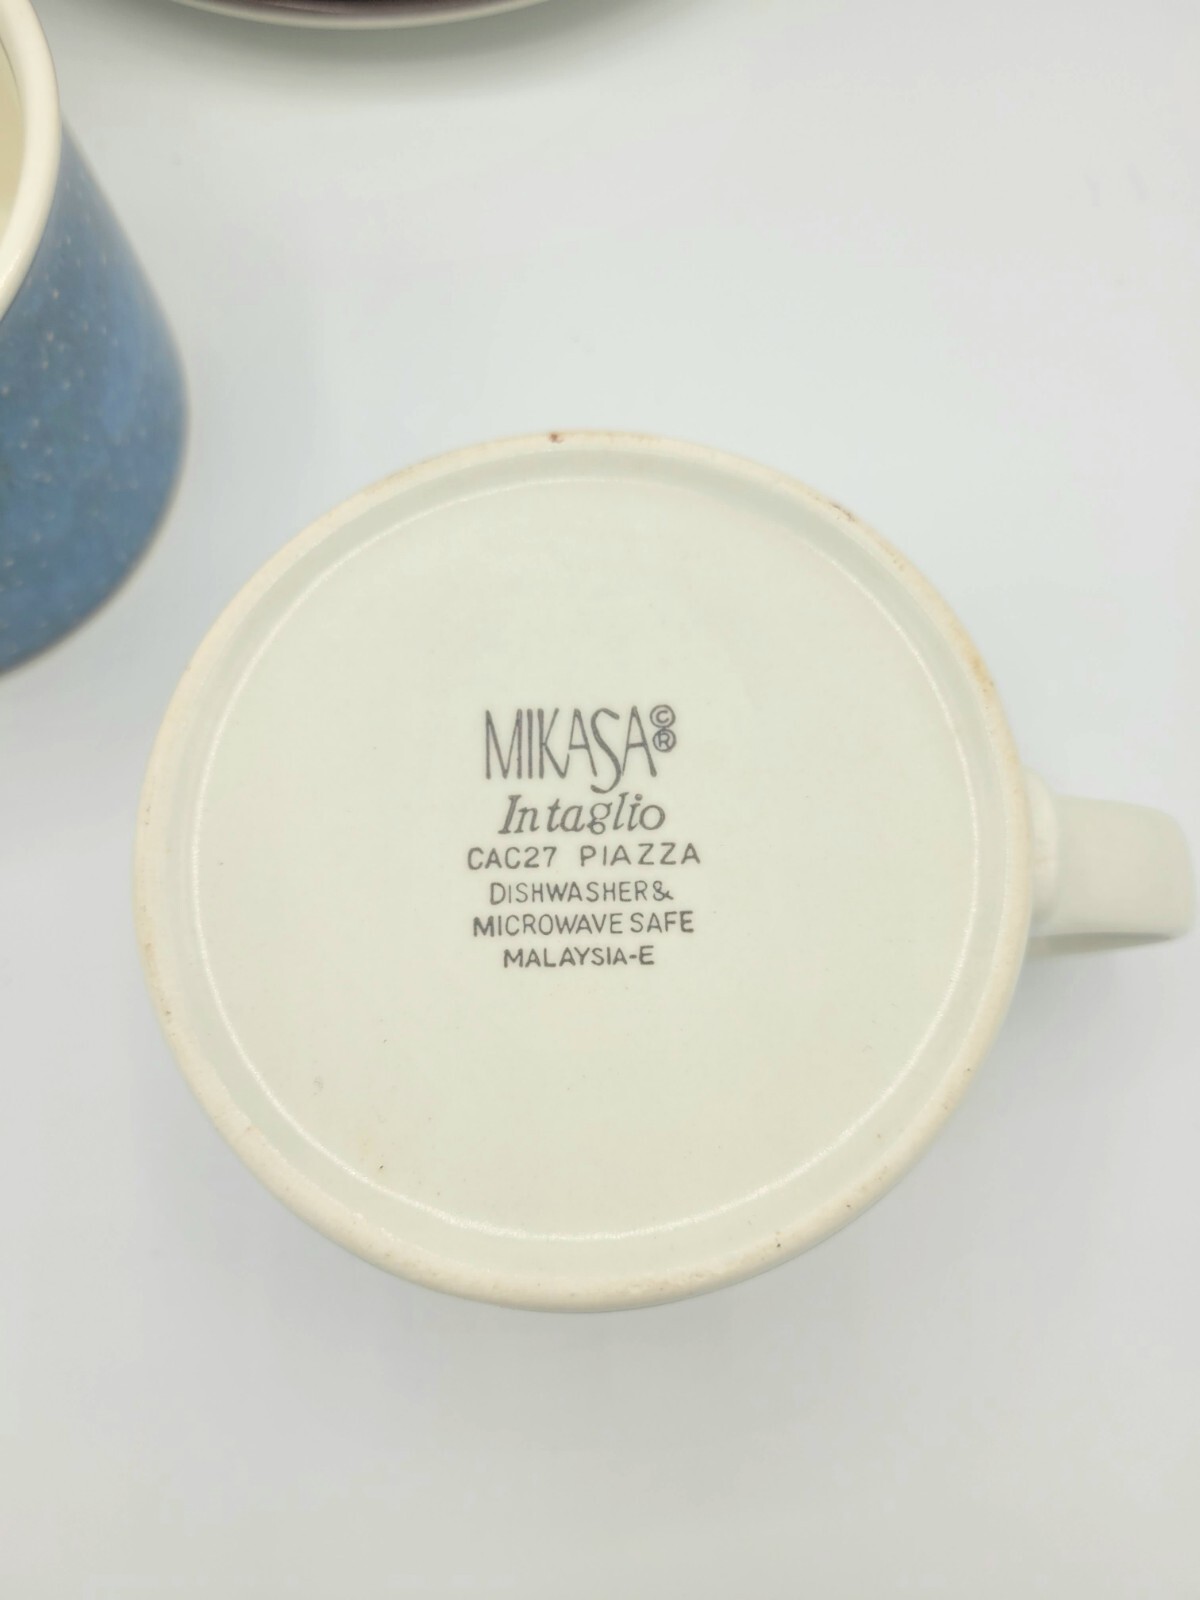 MIKASA©®
Intaglio
CAC27 PIAZZA
DISHWASHER &
MICROWAVE SAFE
MALAYSIA-E